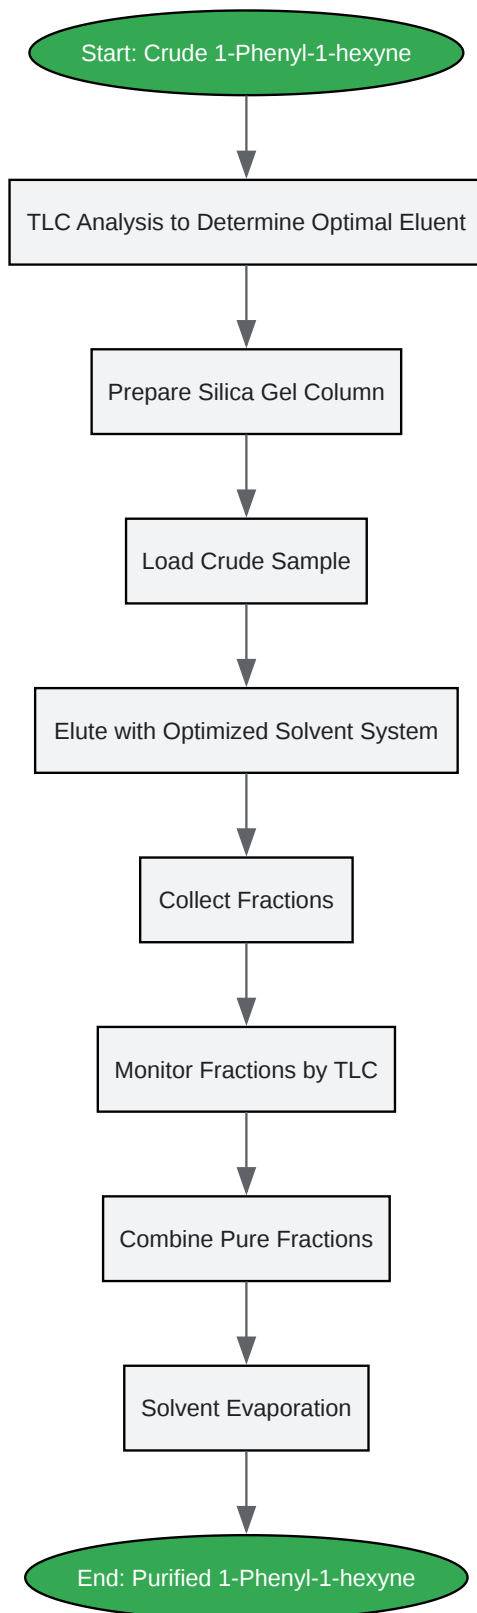 Start: Crude 1-Phenyl-1-hexyne
TLC Analysis to Determine Optimal Eluent
Prepare Silica Gel Column
Load Crude Sample
Elute with Optimized Solvent System
Collect Fractions
Monitor Fractions by TLC
Combine Pure Fractions
Solvent Evaporation
End: Purified 1-Phenyl-1-hexyne